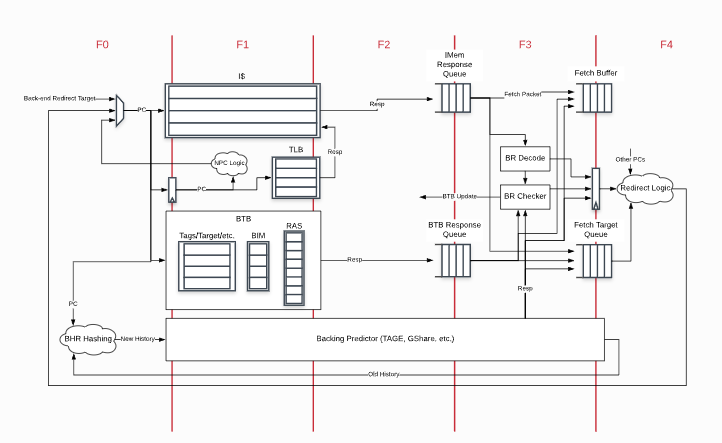 F0
F1
F2
F3
F4
IMem
Response
Queue
Fetch Buffer
I$
Back-end Redirect Target
PC
Resp
Fetch Packet
TLB
Resp
BR Decode
Other PCs
NPC Logic
PC
BTB Update
BR Checker
Redirect Logic
BTB
Tags/Target/etc.
BIM
RAS
BTB Response
Queue
Fetch Target
Queue
Resp
Resp
PC
BHR Hashing
New History
Backing Predictor (TAGE, GShare, etc.)
Old History